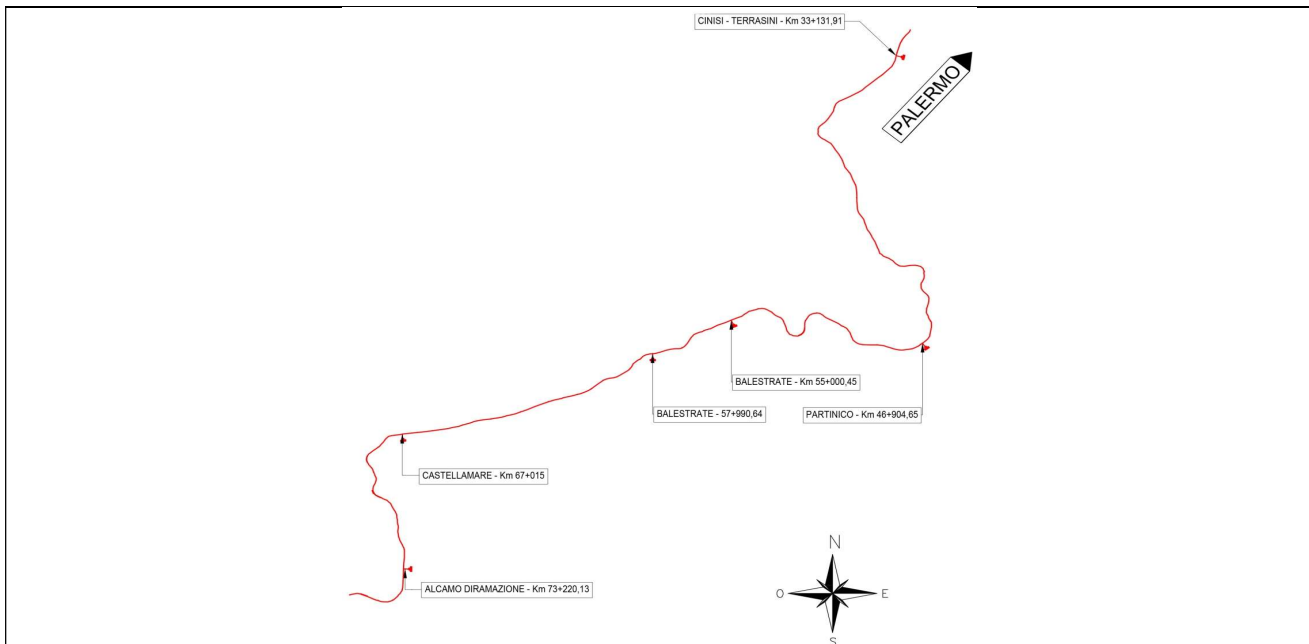 CINISI - TERRASINI - Km 33+131,91
PALERMO
BALESTRATE - Km 55+000,45
BALESTRATE - 57+990,64
PARTINICO - Km 46+904,65
CASTELLAMARE - Km 67+015
ALCAMO DIRAMAZIONE - Km 73+220,13
N
O
E
S